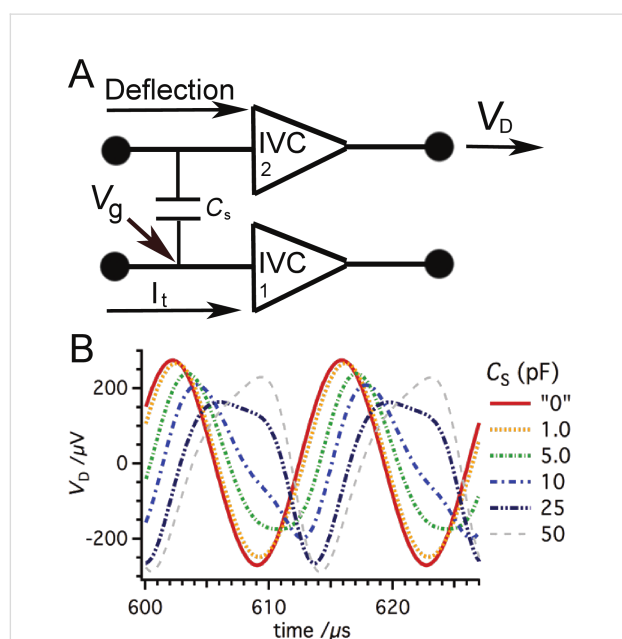 A
Deflection
IVC
2
V_D
V_g
C_s
IVC
1
I_t
B
C_S (pF)
"0"
1.0
5.0
10
25
50
200
0
-200
V_D /µV
600
610
620
time /µs